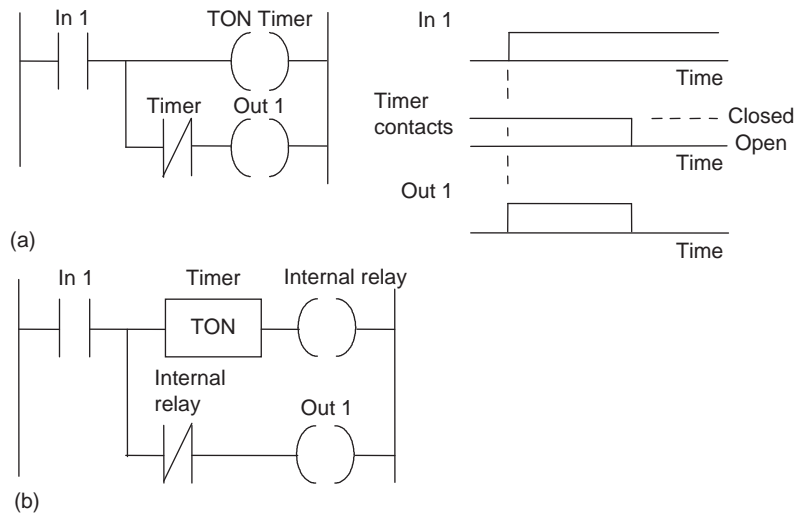 In 1
TON Timer
Timer
Out 1
(a)
In 1
Time
Timer
contacts
Closed
Open
Time
Out 1
Time
In 1
Timer
Internal relay
TON
Internal
relay
Out 1
(b)